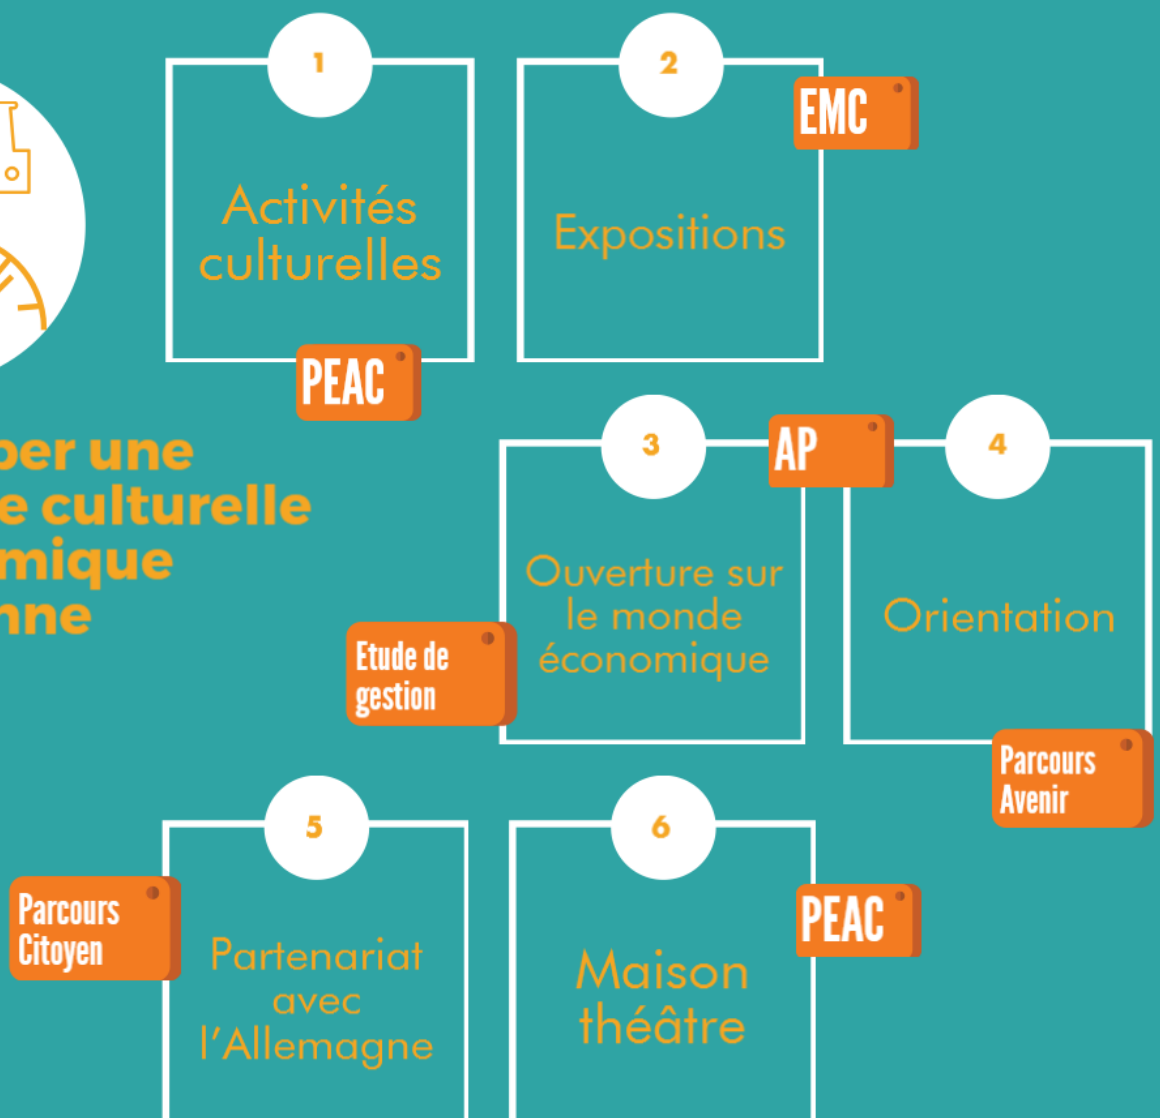 1
Activités
culturelles
PEAC
2
EMC
Expositions
per une
e culturelle
mique
nne
3
AP
Ouverture sur
le monde
économique
Etude de
gestion
4
Orientation
Parcours
Avenir
5
Parcours
Citoyen
Partenariat
avec
l'Allemagne
6
PEAC
Maison
théâtre